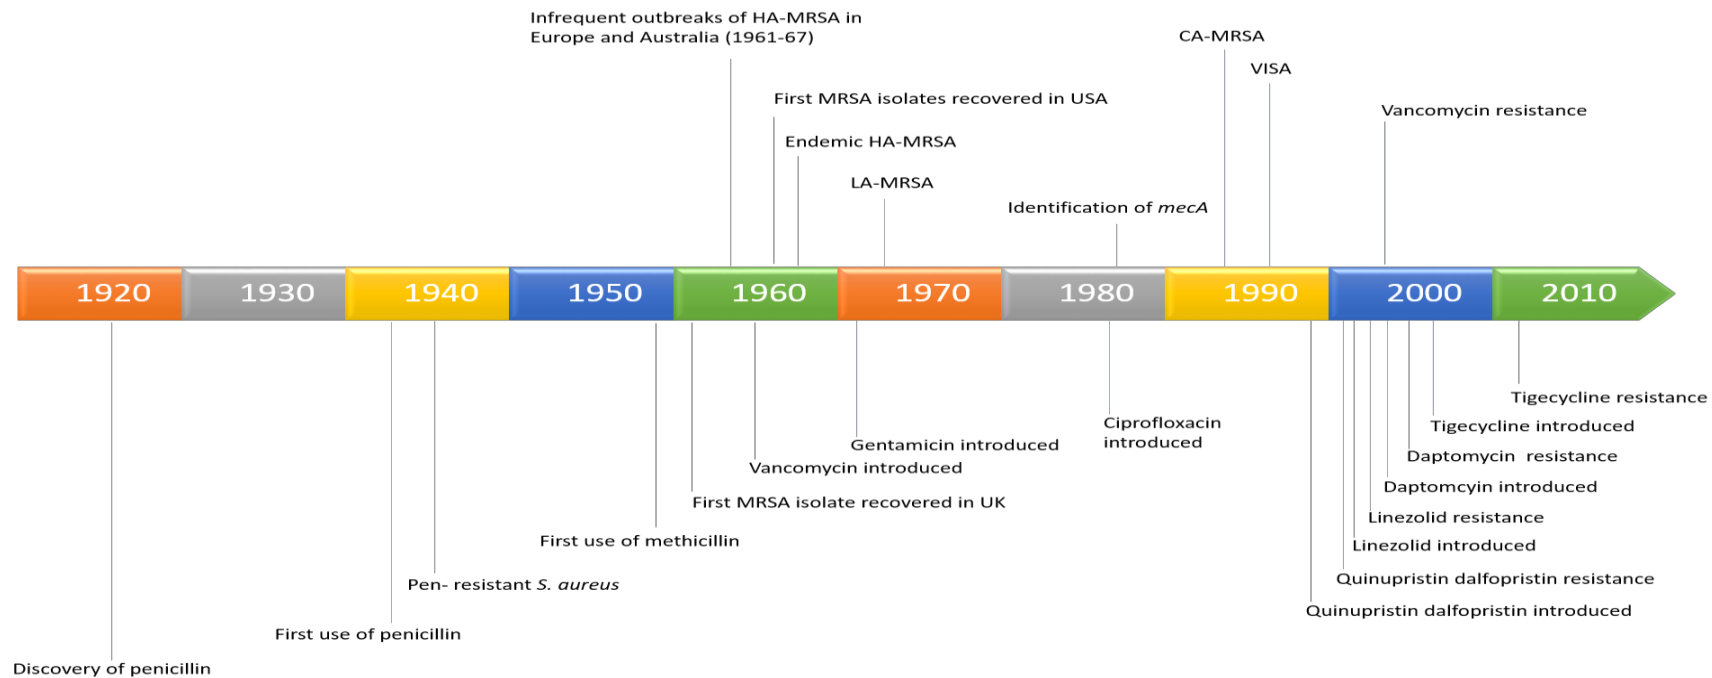 Infrequent outbreaks of HA-MRSA in
Europe and Australia (1961-67)
CA-MRSA
VISA
First MRSA isolates recovered in USA
Vancomycin resistance
Endemic HA-MRSA
LA-MRSA
Identification of mecA
1920
1930
1940
1950
1960
1970
1980
1990
2000
2010
Tigecycline resistance
Ciprofloxacin
introduced
Tigecycline introduced
Gentamicin introduced
Daptomycin  resistance
Vancomycin introduced
Daptomcyin introduced
First MRSA isolate recovered in UK
Linezolid resistance
First use of methicillin
Linezolid introduced
Pen- resistant S. aureus
Quinupristin dalfopristin resistance
Quinupristin dalfopristin introduced
First use of penicillin
Discovery of penicillin